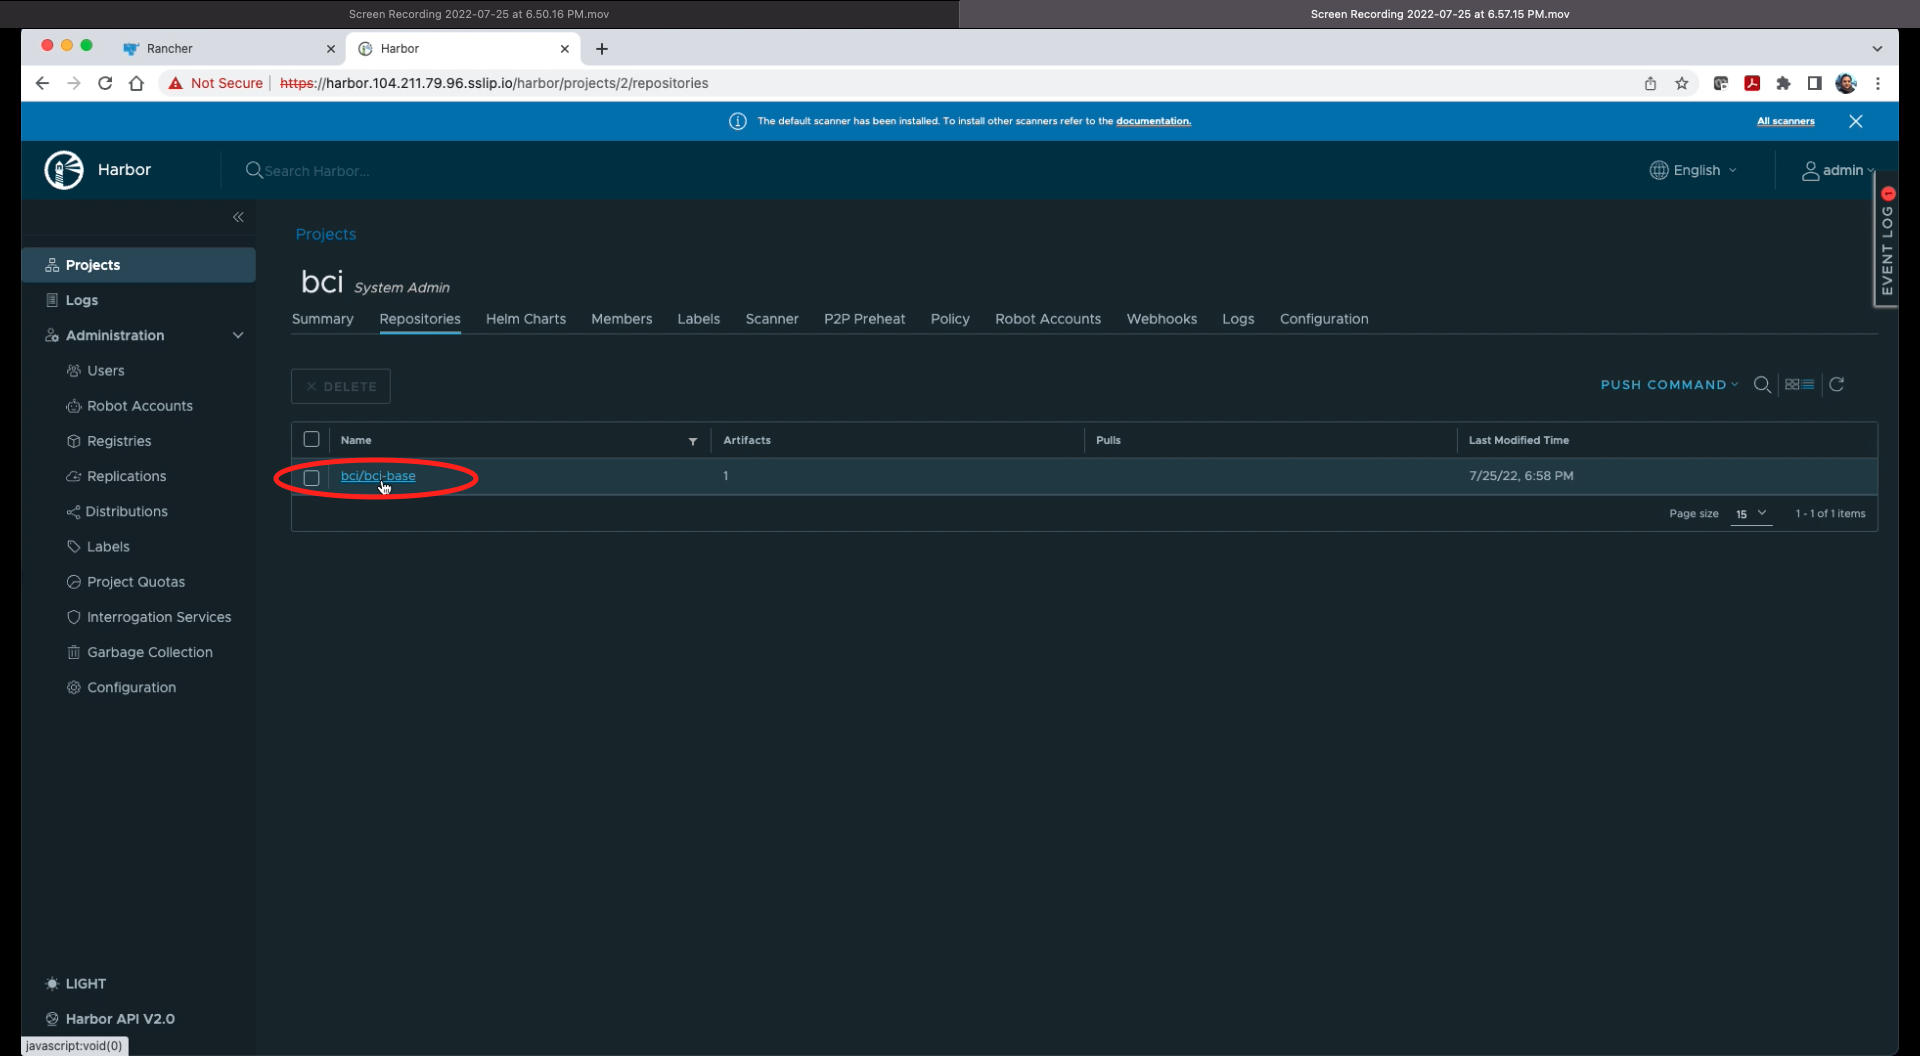 Screen Recording 2022-07-25 at 6.50.16 PM.mov
Screen Recording 2022-07-25 at 6.57.15 PM.mov
Rancher
Harbor
Not Secure
https://harbor.104.211.79.96.sslip.io/harbor/projects/2/repositories
The default scanner has been installed. To install other scanners refer to the documentation.
All scanners
Harbor
Search Harbor...
English
admin
EVENT LOG
1
Projects
Logs
Administration
Users
Robot Accounts
Registries
Replications
Distributions
Labels
Project Quotas
Interrogation Services
Garbage Collection
Configuration
LIGHT
Harbor API V2.0
javascript:void(0)
Projects
bci System Admin
Summary Repositories Helm Charts Members Labels Scanner P2P Preheat Policy Robot Accounts Webhooks Logs Configuration
DELETE
PUSH COMMAND
Name Artifacts Pulls Last Modified Time
bci/bci-base 1 7/25/22, 6:58 PM
Page size 15 1 - 1 of 1 items